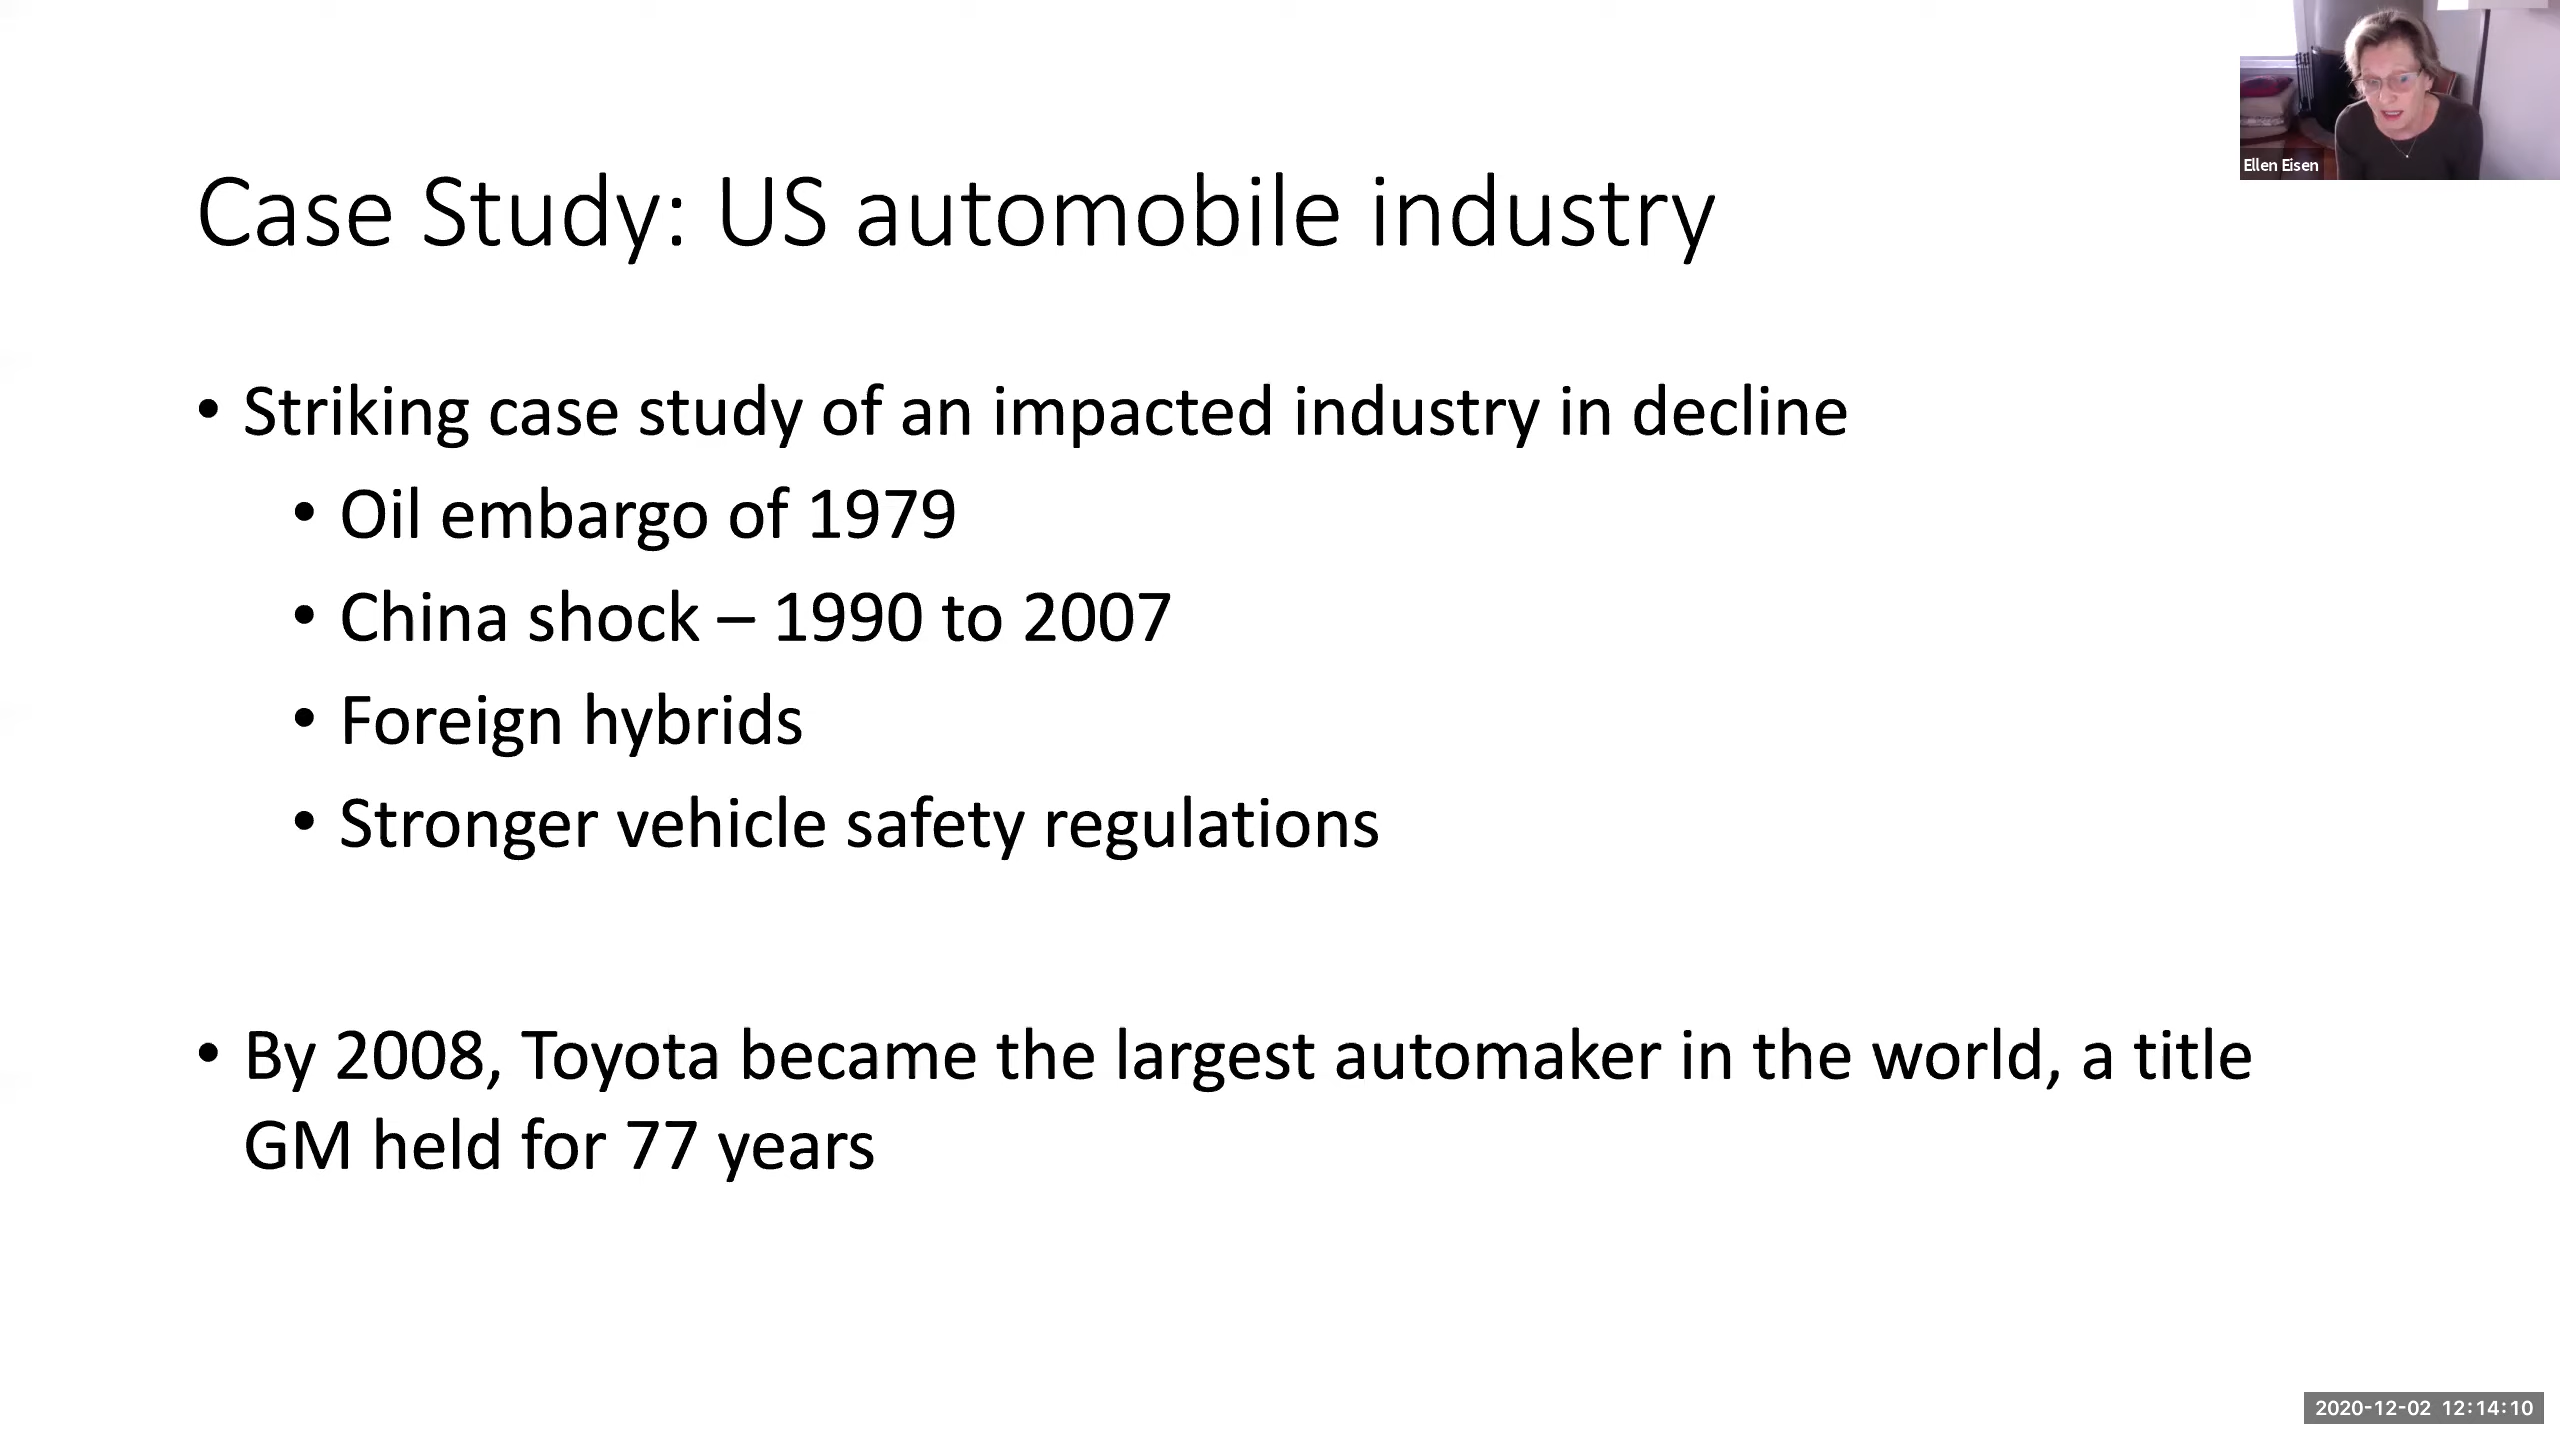 Ellen Eisen
Case Study: US automobile industry
• Striking case study of an impacted industry in decline
• Oil embargo of 1979
• China shock – 1990 to 2007
• Foreign hybrids
• Stronger vehicle safety regulations
• By 2008, Toyota became the largest automaker in the world, a title
GM held for 77 years
2020-12-02 12:14:10